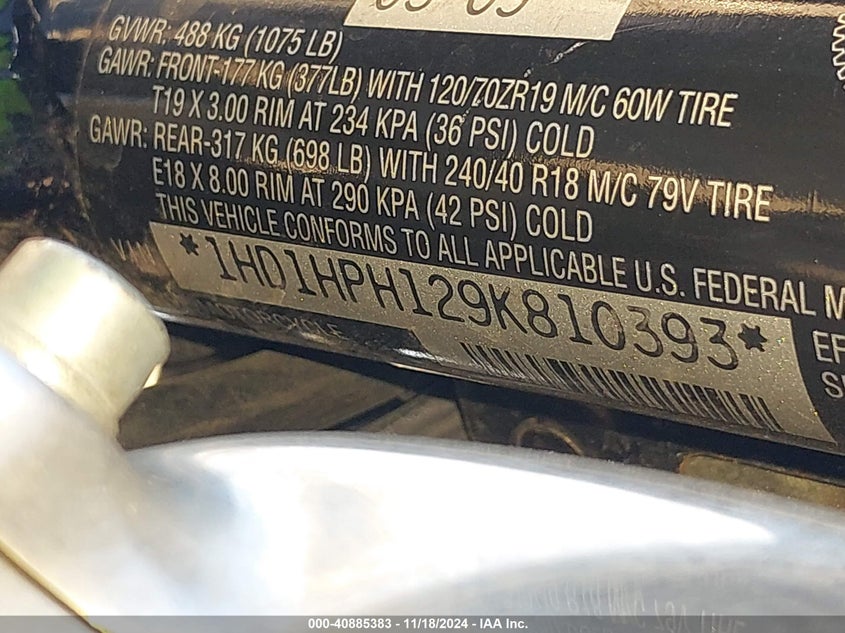 GVWR: 488 KG (1075 LB)
GAWR: FRONT-177 KG (377LB) WITH 120/70ZR19 M/C 60W TIRE
T19 X 3.00 RIM AT 234 KPA (36 PSI) COLD
GAWR: REAR-317 KG (698 LB) WITH 240/40 R18 M/C 79V TIRE
E18 X 8.00 RIM AT 290 KPA (42 PSI) COLD
THIS VEHICLE CONFORMS TO ALL APPLICABLE U.S. FEDERAL M
*1HD1HPH129K810393*
000-40885383 - 11/18/2024 - IAA Inc.